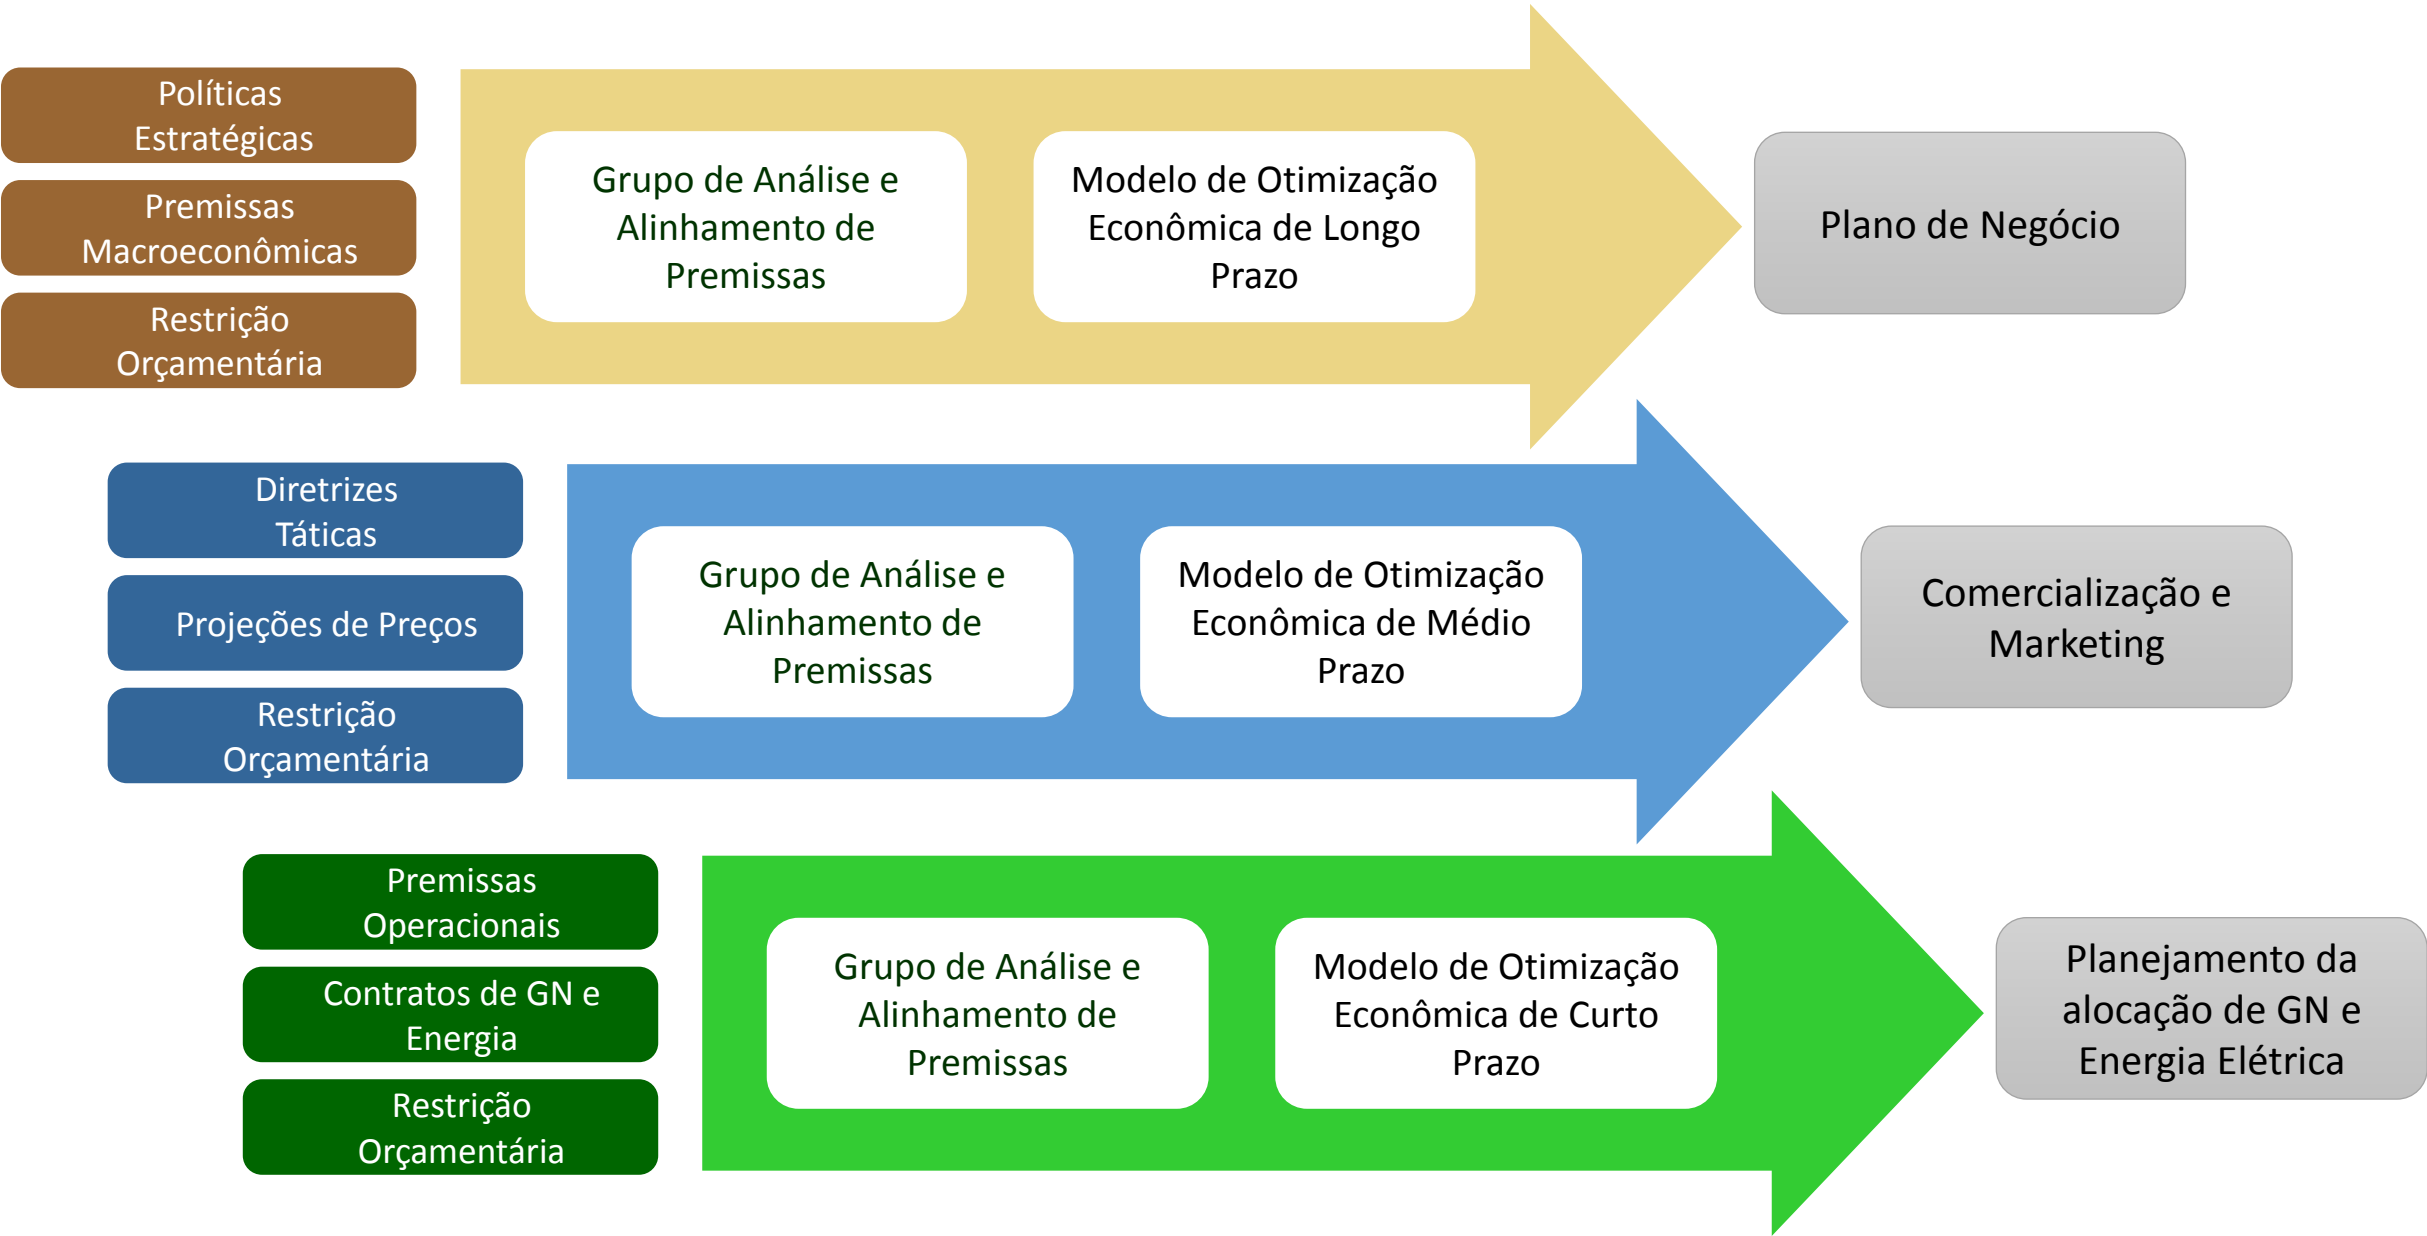 Políticas
Estratégicas
Premissas
Macroeconômicas
Restrição
Orçamentária
Grupo de Análise e
Alinhamento de
Premissas
Modelo de Otimização
Econômica de Longo
Prazo
Plano de Negócio
Diretrizes
Táticas
Projeções de Preços
Restrição
Orçamentária
Grupo de Análise e
Alinhamento de
Premissas
Modelo de Otimização
Econômica de Médio
Prazo
Comercialização e
Marketing
Premissas
Operacionais
Contratos de GN e
Energia
Restrição
Orçamentária
Grupo de Análise e
Alinhamento de
Premissas
Modelo de Otimização
Econômica de Curto
Prazo
Planejamento da
alocação de GN e
Energia Elétrica